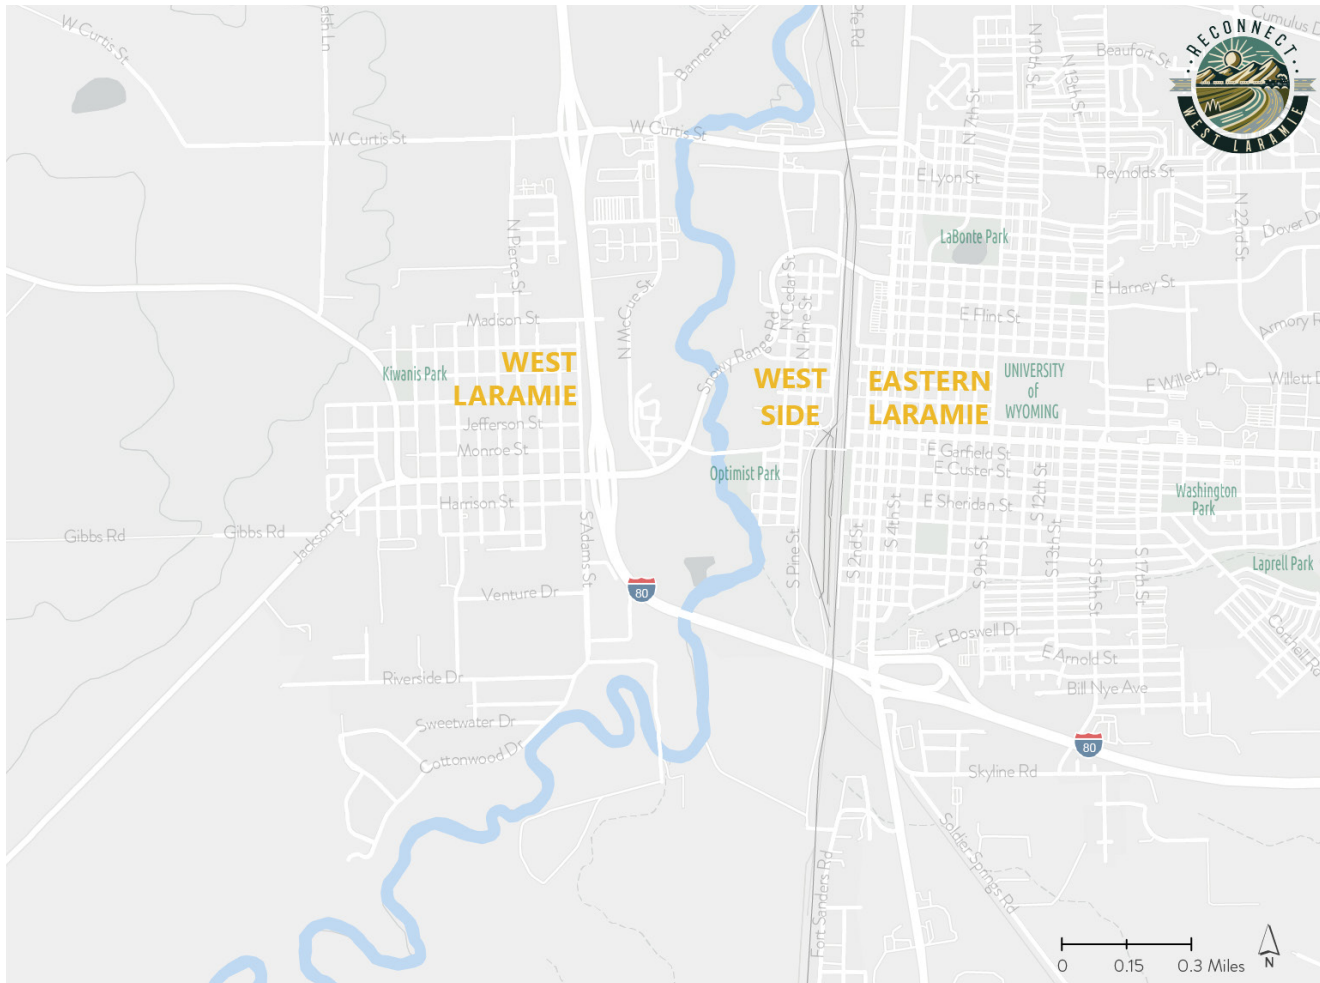 W Curtis St
elsh Ln
Banner Rd
ofe Rd
N 10th St
N 13th St
Beaufort St
Cumulus D
RECONNECT
WEST LARAMIE
W Curtis St
W Curtis St
N 7th St
E Lyon St
Reynolds St
N 22nd St
Dover Dr
N Pierce St
LaBonte Park
N McCue St
N Cedar St
N Pine St
E Harney St
Madison St
E Flint St
Armory R
Kiwanis Park
WEST
LARAMIE
Snowy Range Rd
WEST
SIDE
EASTERN
LARAMIE
UNIVERSITY
of
WYOMING
E Willett Dr
Willett D
Jefferson St
Monroe St
E Garfield St
E Custer St
Optimist Park
Harrison St
E Sheridan St
S 12th St
Washington
Park
Gibbs Rd
Gibbs Rd
Jackson St
S Adams St
S Pine St
S 2nd St
S 4th St
S 9th St
S 13th St
S 15th St
S 17th St
Laprell Park
Venture Dr
80
E Boswell Dr
E Arnold St
Corthell Rd
Riverside Dr
Bill Nye Ave
Sweetwater Dr
Cottonwood Dr
80
Skyline Rd
Soldier Springs Rd
Fort Sanders Rd
0 0.15 0.3 Miles
N